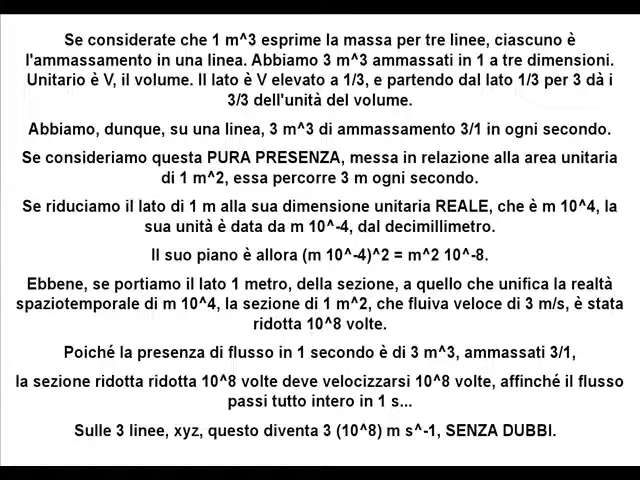 Se considerate che 1 m^3 esprime la massa per tre linee, ciascuno è
l'ammassamento in una linea. Abbiamo 3 m^3 ammassati in 1 a tre dimensioni.
Unitario è V, il volume. Il lato è V elevato a 1/3, e partendo dal lato 1/3 per 3 dà i
3/3 dell'unità del volume.
Abbiamo, dunque, su una linea, 3 m^3 di ammassamento 3/1 in ogni secondo.
Se consideriamo questa PURA PRESENZA, messa in relazione alla area unitaria
di 1 m^2, essa percorre 3 m ogni secondo.
Se riduciamo il lato di 1 m alla sua dimensione unitaria REALE, che è m 10^4, la
sua unità è data da m 10^-4, dal decimillimetro.
Il suo piano è allora (m 10^-4)^2 = m^2 10^-8.
Ebbene, se portiamo il lato 1 metro, della sezione, a quello che unifica la realtà
spaziotemporale di m 10^4, la sezione di 1 m^2, che fluiva veloce di 3 m/s, è stata
ridotta 10^8 volte.
Poiché la presenza di flusso in 1 secondo è di 3 m^3, ammassati 3/1,
la sezione ridotta ridotta 10^8 volte deve velocizzarsi 10^8 volte, affinché il flusso
passi tutto intero in 1 s...
Sulle 3 linee, xyz, questo diventa 3 (10^8) m s^-1, SENZA DUBBI.